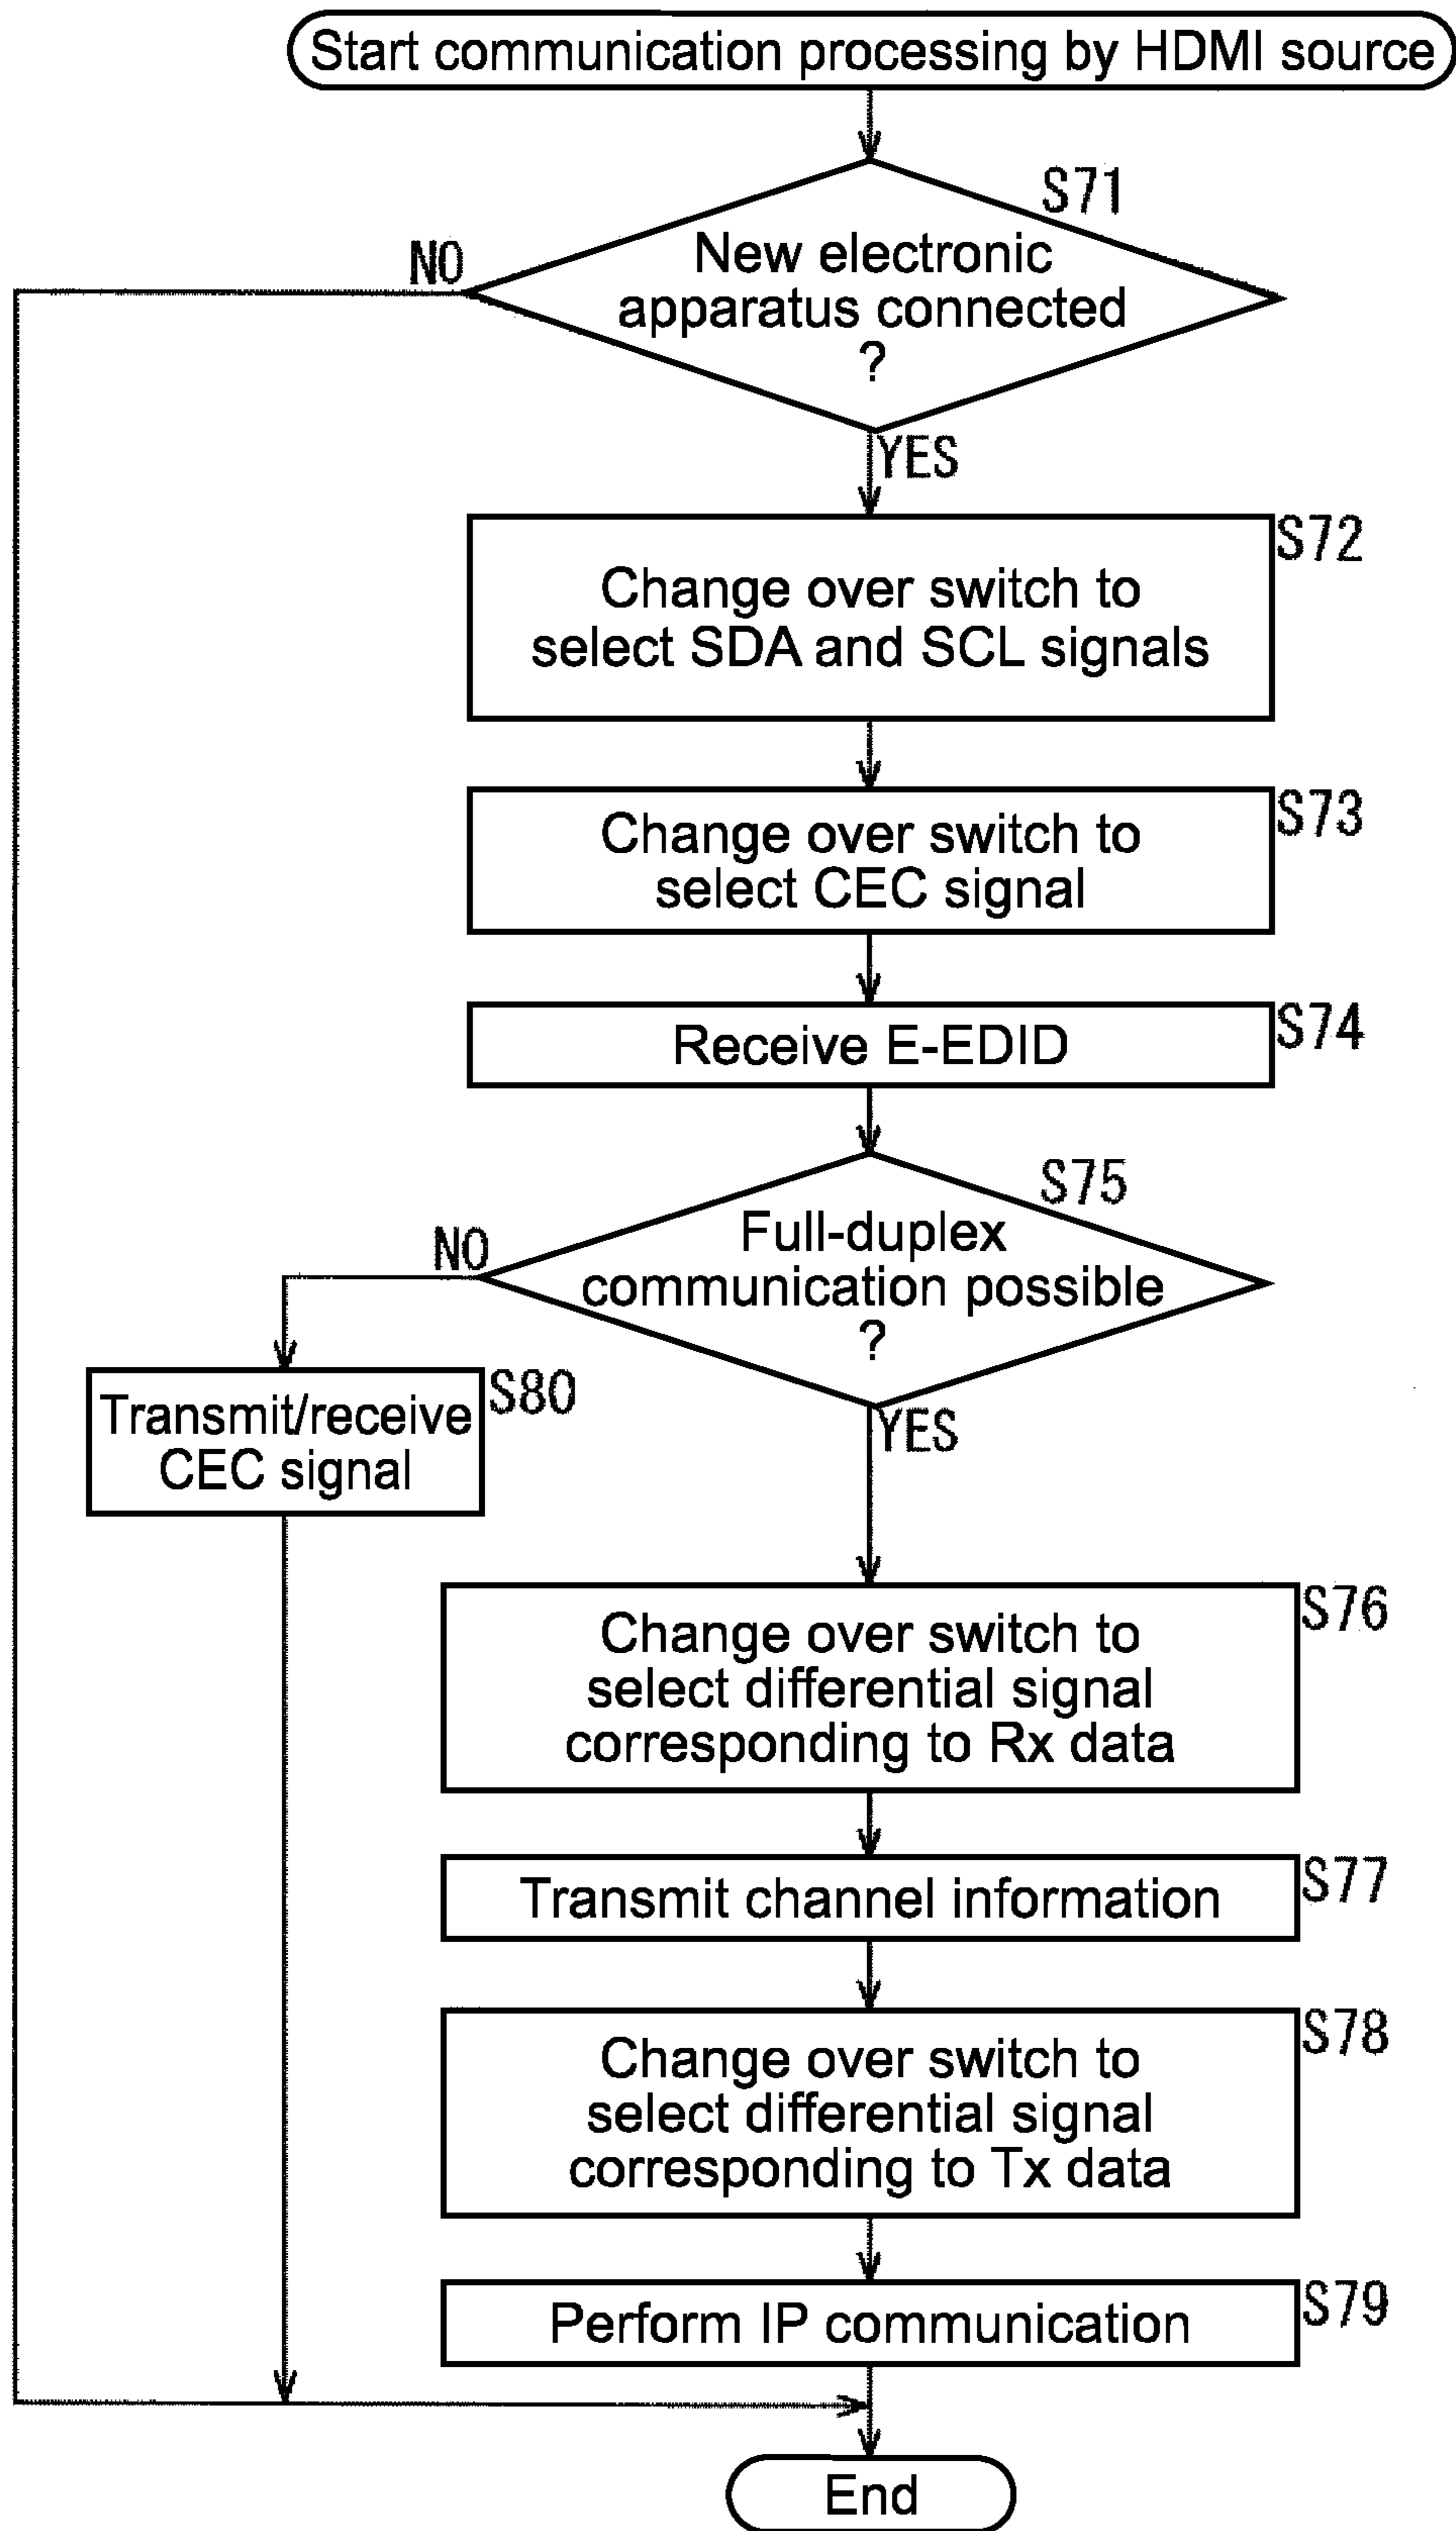 Start communication processing by HDMI source
S71
NO
New electronic
apparatus connected
?
YES
S72
Change over switch to
select SDA and SCL signals
S73
Change over switch to
select CEC signal
S74
Receive E-EDID
S75
NO
Full-duplex
communication possible
?
YES
S80
Transmit/receive
CEC signal
S76
Change over switch to
select differential signal
corresponding to Rx data
S77
Transmit channel information
S78
Change over switch to
select differential signal
corresponding to Tx data
S79
Perform IP communication
End